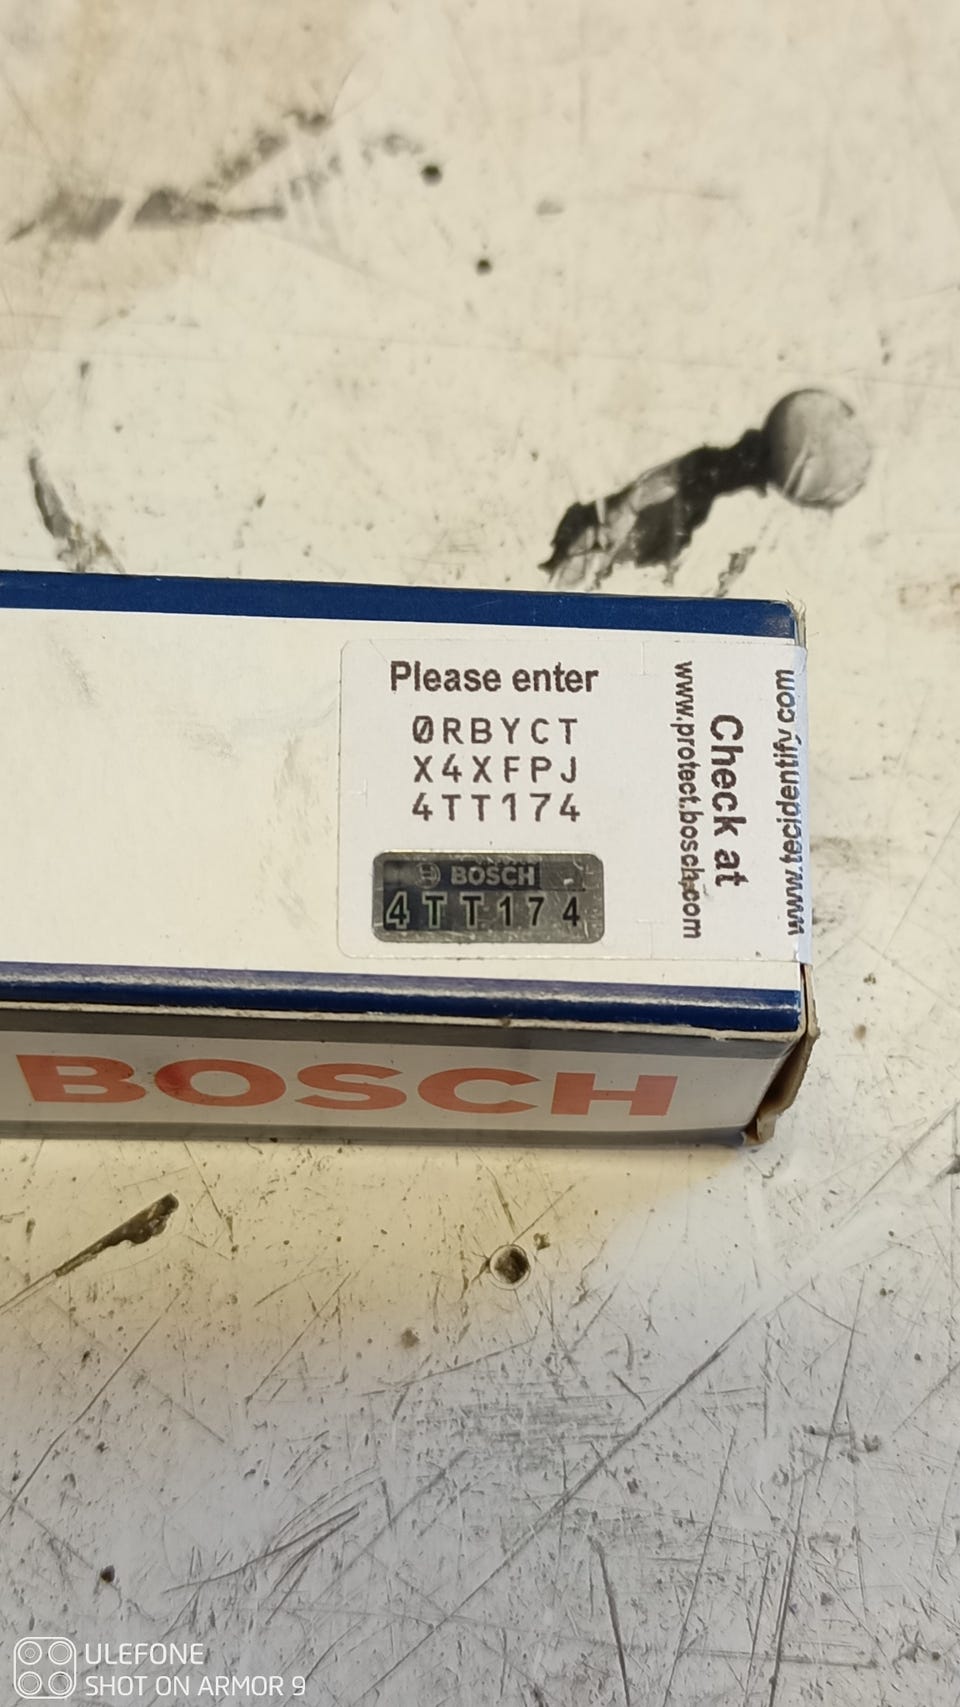 Please enter
0RBYCT
X4XFPJ
4TT174
BOSCH
4TT174
Check at
www.protect.bosch.com
www.tecidentify.com
BOSCH
ULEFONE
SHOT ON ARMOR 9